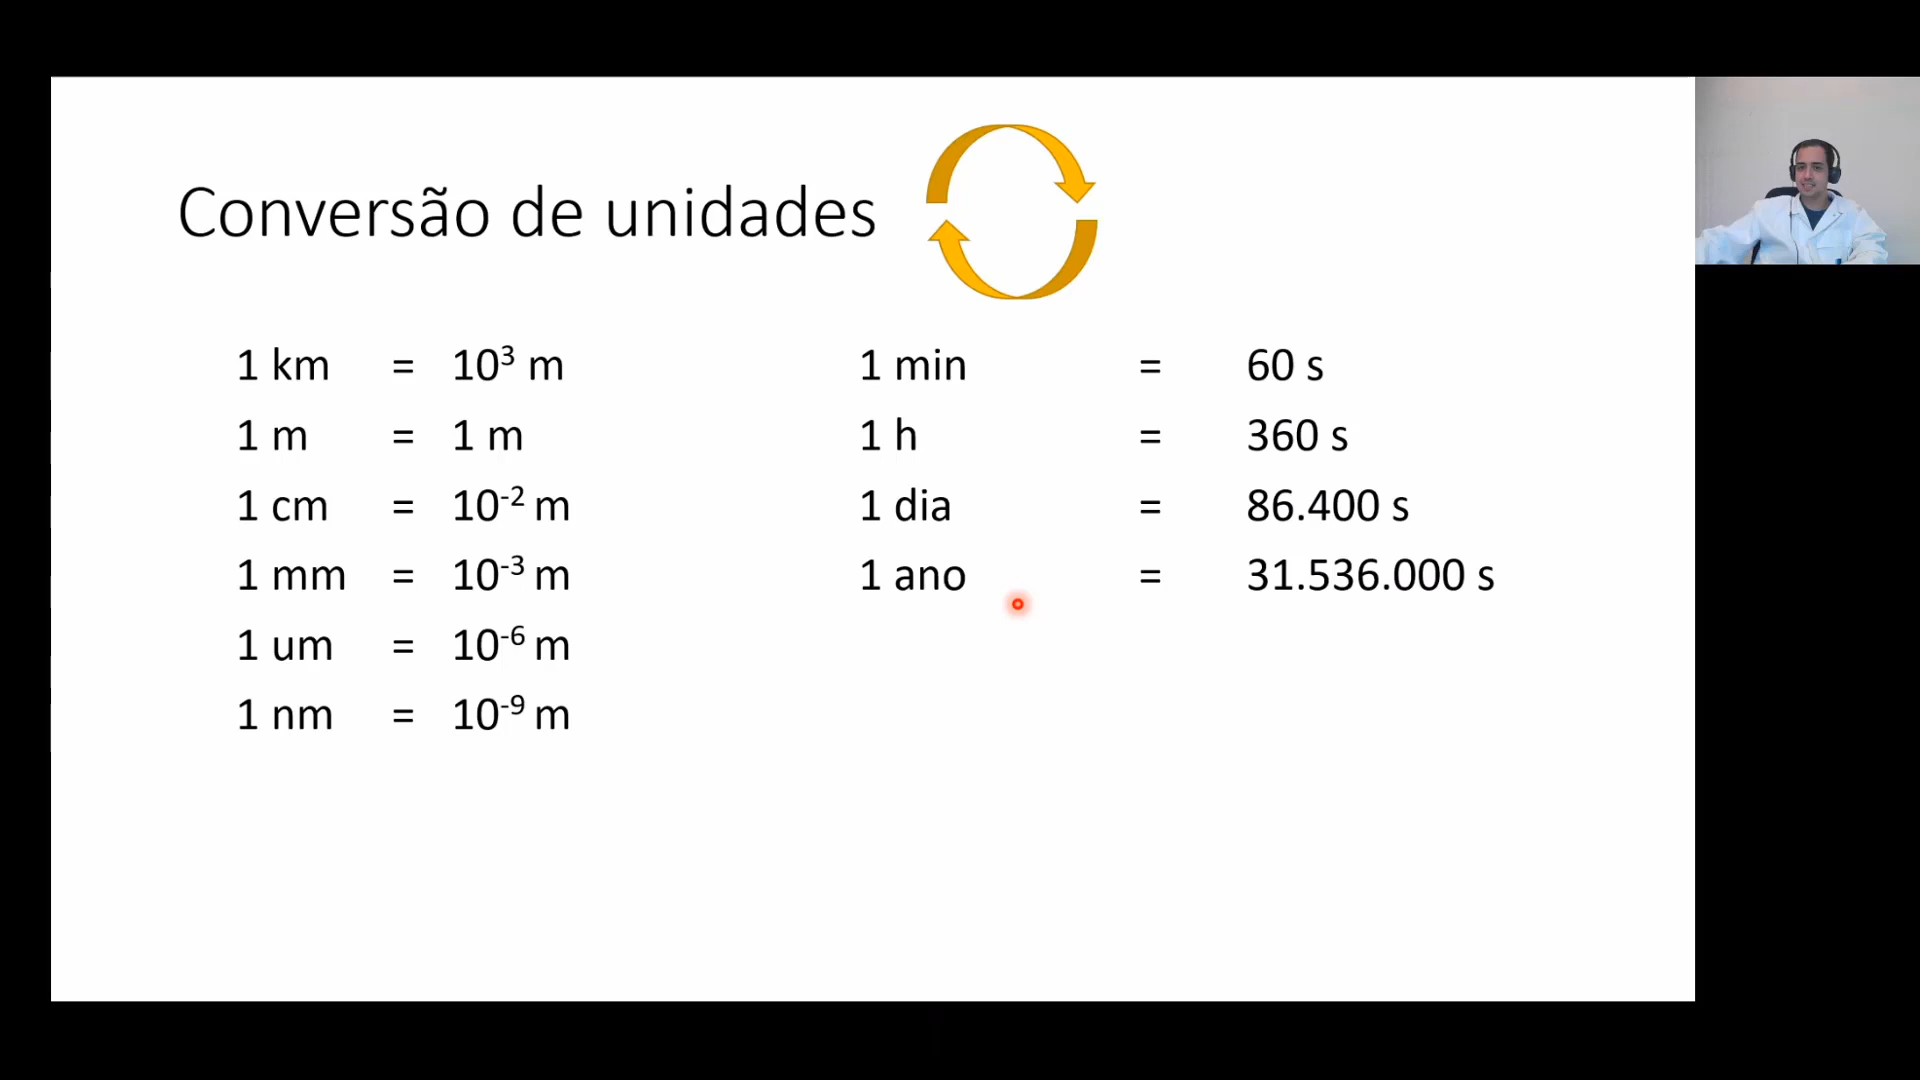 Conversão de unidades
1 km = 10³ m
1 m = 1 m
1 cm = 10⁻² m
1 mm = 10⁻³ m
1 um = 10⁻⁶ m
1 nm = 10⁻⁹ m
1 min = 60 s
1 h = 360 s
1 dia = 86.400 s
1 ano = 31.536.000 s